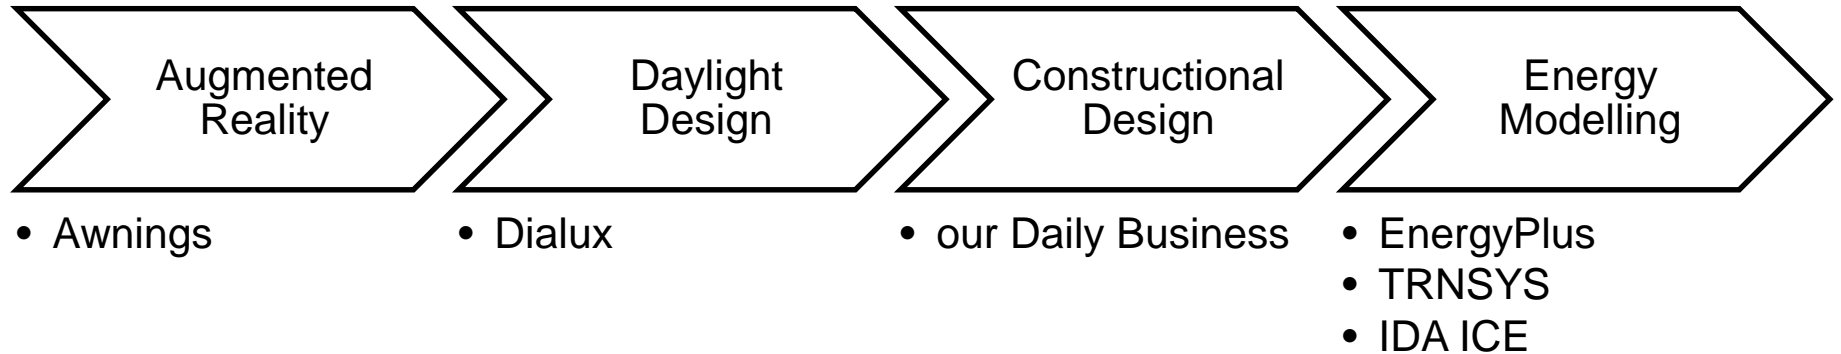 Augmented
Reality
• Awnings
Daylight
Design
• Dialux
Constructional
Design
• our Daily Business
Energy
Modelling
• EnergyPlus
• TRNSYS
• IDA ICE